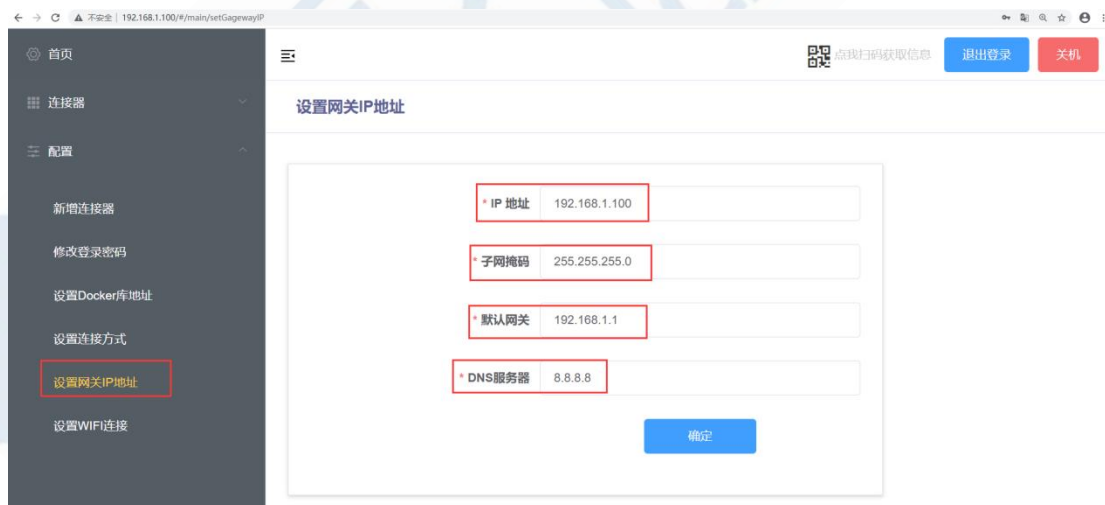 不安全 | 192.168.1.100/#/main/setGagewayIP
首页
点我扫码获取信息
退出登录
关机
连接器
设置网关IP地址
配置
新增连接器
修改登录密码
设置Docker库地址
设置连接方式
设置网关IP地址
设置WIFI连接
* IP 地址 192.168.1.100
* 子网掩码 255.255.255.0
* 默认网关 192.168.1.1
* DNS服务器 8.8.8.8
确定